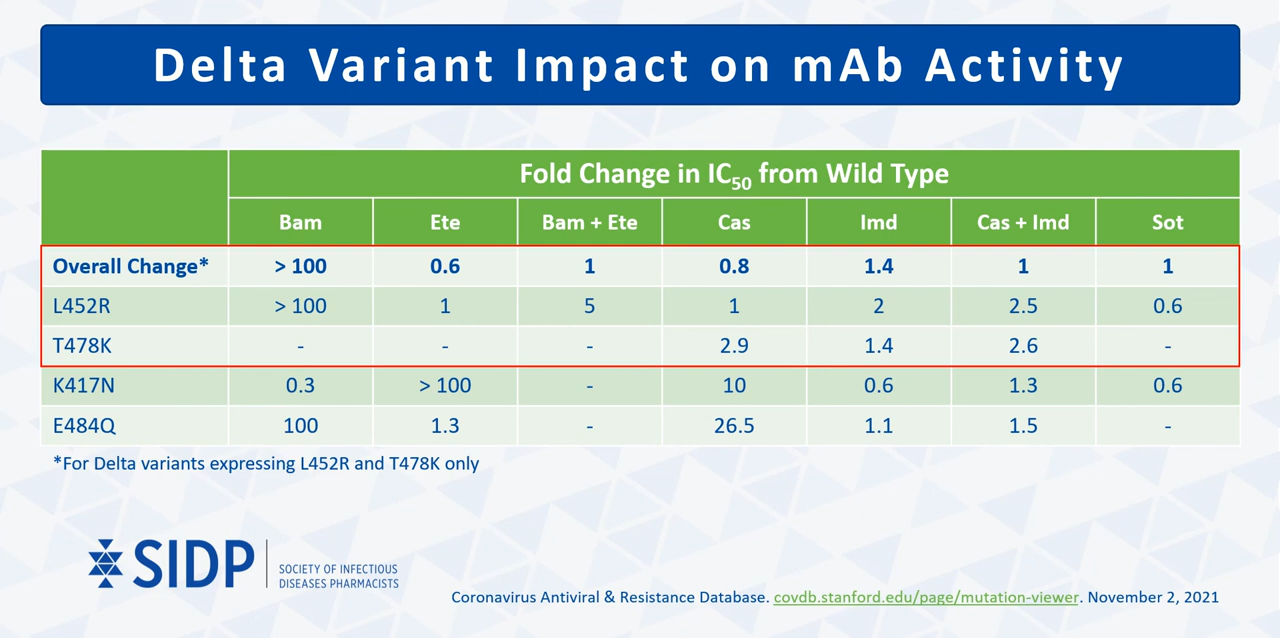 Delta Variant Impact on mAb Activity
Fold Change in IC50 from Wild Type
Bam Ete Bam + Ete Cas Imd Cas + Imd Sot
Overall Change* > 100 0.6 1 0.8 1.4 1 1
L452R > 100 1 5 1 2 2.5 0.6
T478K - - - 2.9 1.4 2.6 -
K417N 0.3 > 100 - 10 0.6 1.3 0.6
E484Q 100 1.3 - 26.5 1.1 1.5 -
*For Delta variants expressing L452R and T478K only
SIDP
SOCIETY OF INFECTIOUS
DISEASES PHARMACISTS
Coronavirus Antiviral & Resistance Database. covdb.stanford.edu/page/mutation-viewer. November 2, 2021